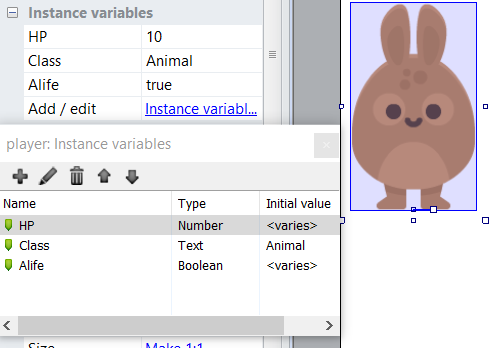 Instance variables
HP 10
Class Animal
Alife true
Add / edit Instance variabl...
player: Instance variables
Name Type Initial value
HP Number <varies>
Class Text Animal
Alife Boolean <varies>
Size Make 1:1